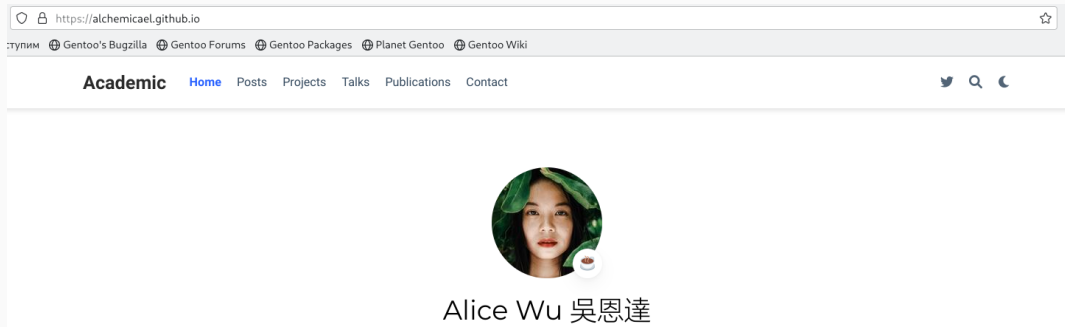 https://alchemicael.github.io
ступим Gentoo's Bugzilla Gentoo Forums Gentoo Packages Planet Gentoo Gentoo Wiki
Academic Home Posts Projects Talks Publications Contact
Alice Wu 吳恩達